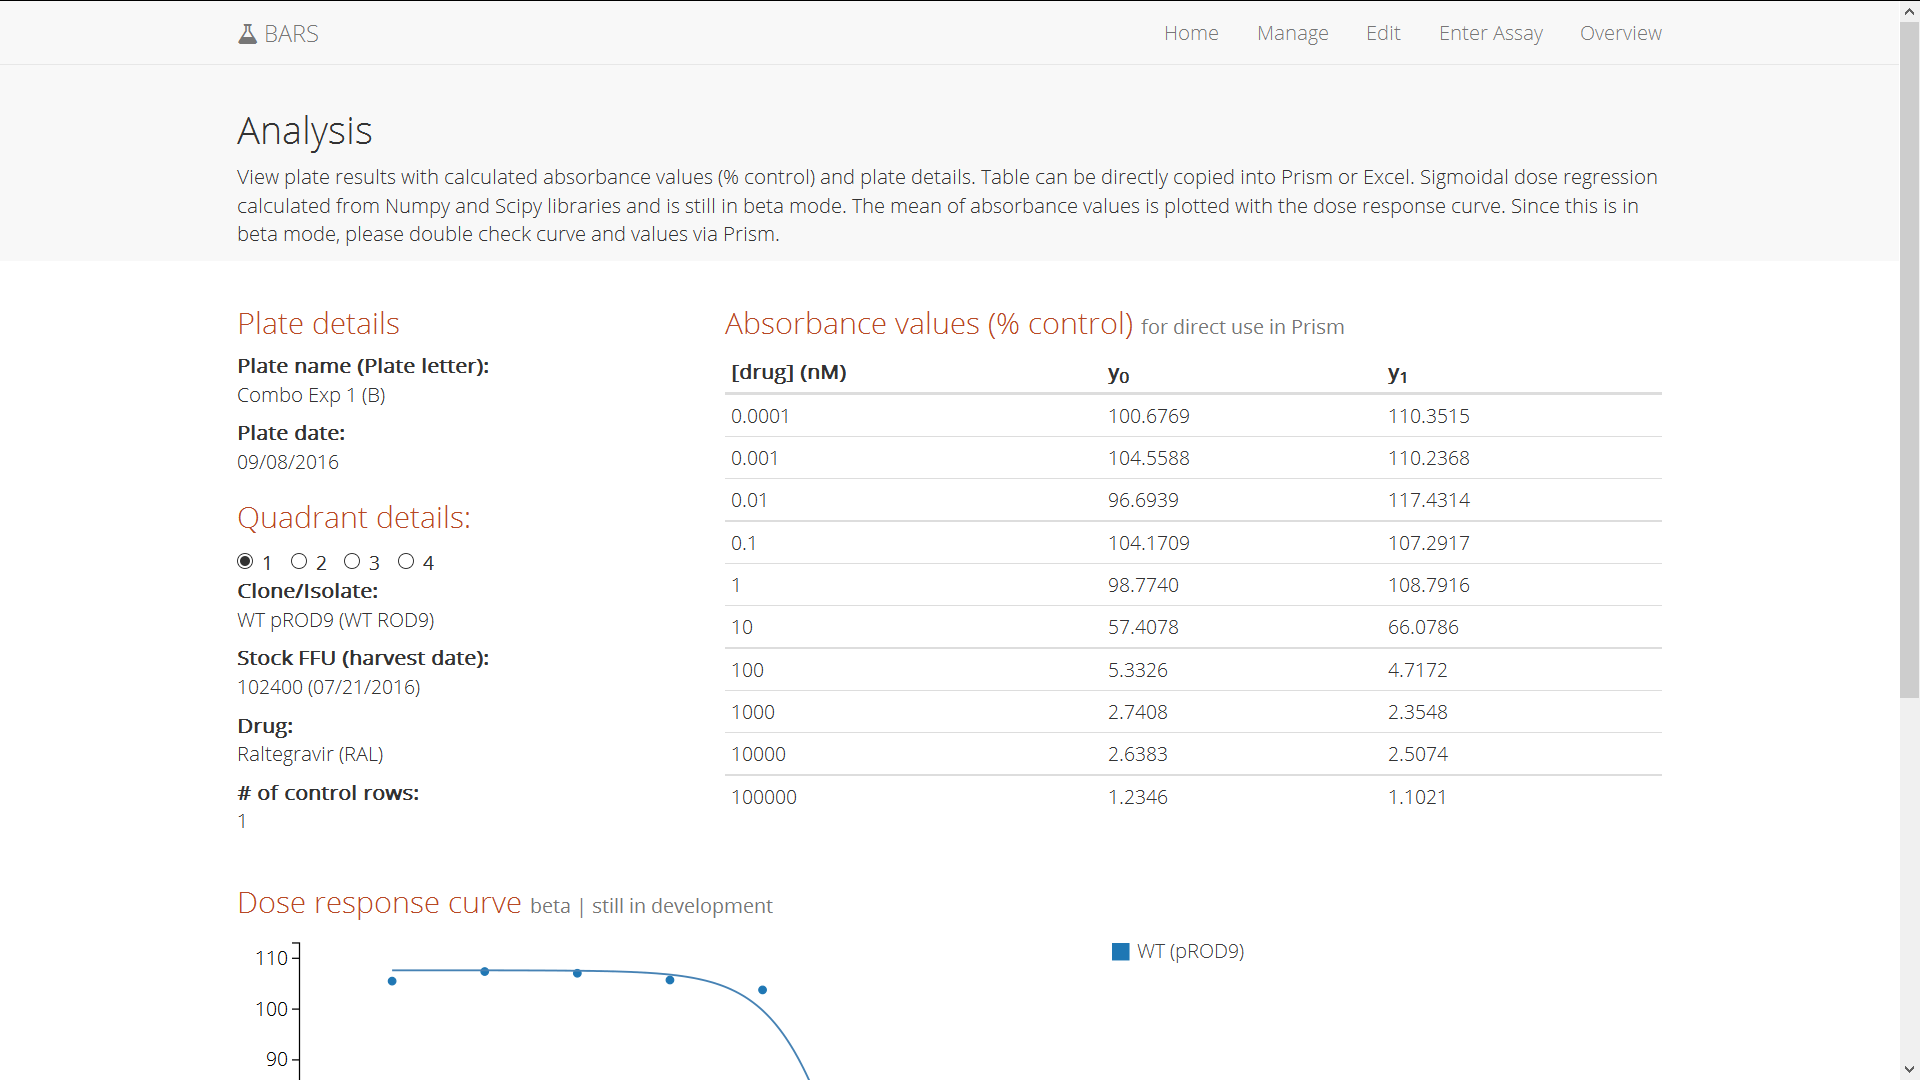 BARS
Home Manage Edit Enter Assay Overview
Analysis
View plate results with calculated absorbance values (% control) and plate details. Table can be directly copied into Prism or Excel. Sigmoidal dose regression
calculated from Numpy and Scipy libraries and is still in beta mode. The mean of absorbance values is plotted with the dose response curve. Since this is in
beta mode, please double check curve and values via Prism.
Plate details
Plate name (Plate letter):
Combo Exp 1 (B)
Plate date:
09/08/2016
Quadrant details:
1 2 3 4
Clone/Isolate:
WT pROD9 (WT ROD9)
Stock FFU (harvest date):
102400 (07/21/2016)
Drug:
Raltegravir (RAL)
# of control rows:
1
Absorbance values (% control) for direct use in Prism
[drug] (nM) y0 y1
0.0001 100.6769 110.3515
0.001 104.5588 110.2368
0.01 96.6939 117.4314
0.1 104.1709 107.2917
1 98.7740 108.7916
10 57.4078 66.0786
100 5.3326 4.7172
1000 2.7408 2.3548
10000 2.6383 2.5074
100000 1.2346 1.1021
Dose response curve beta | still in development
110
100
90
WT (pROD9)